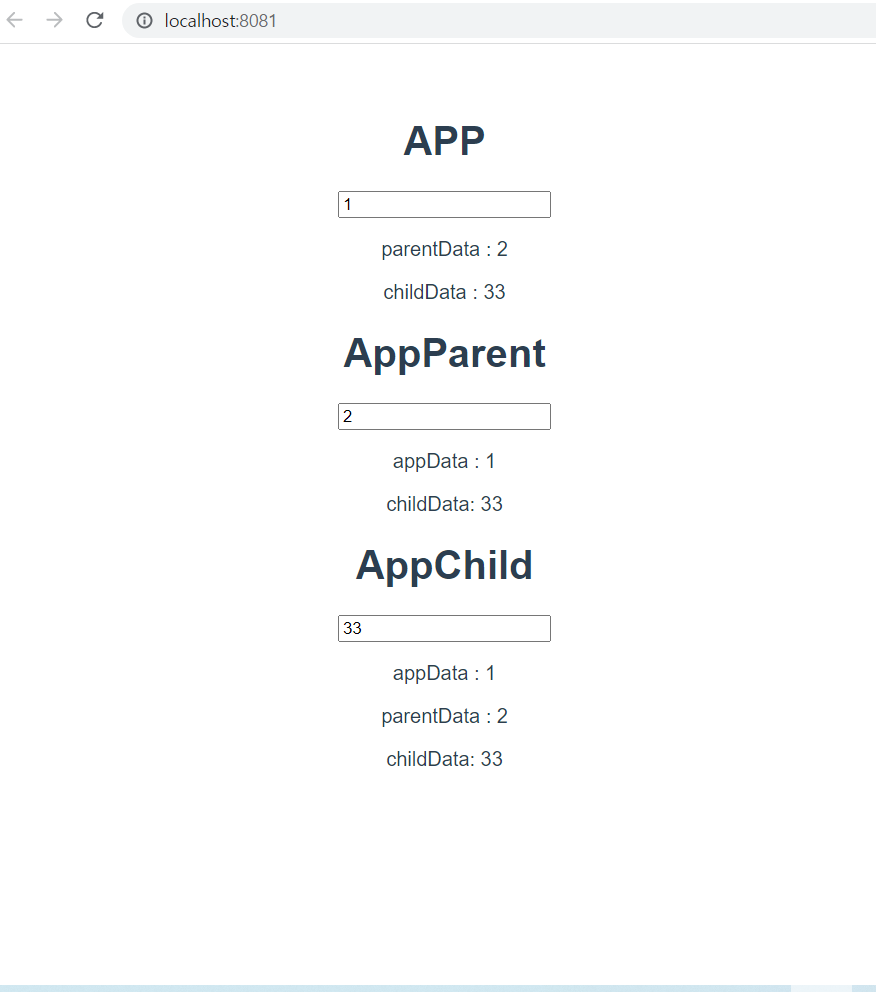 localhost:8081
APP
1
parentData : 2
childData : 33
AppParent
2
appData : 1
childData: 33
AppChild
33
appData : 1
parentData : 2
childData: 33